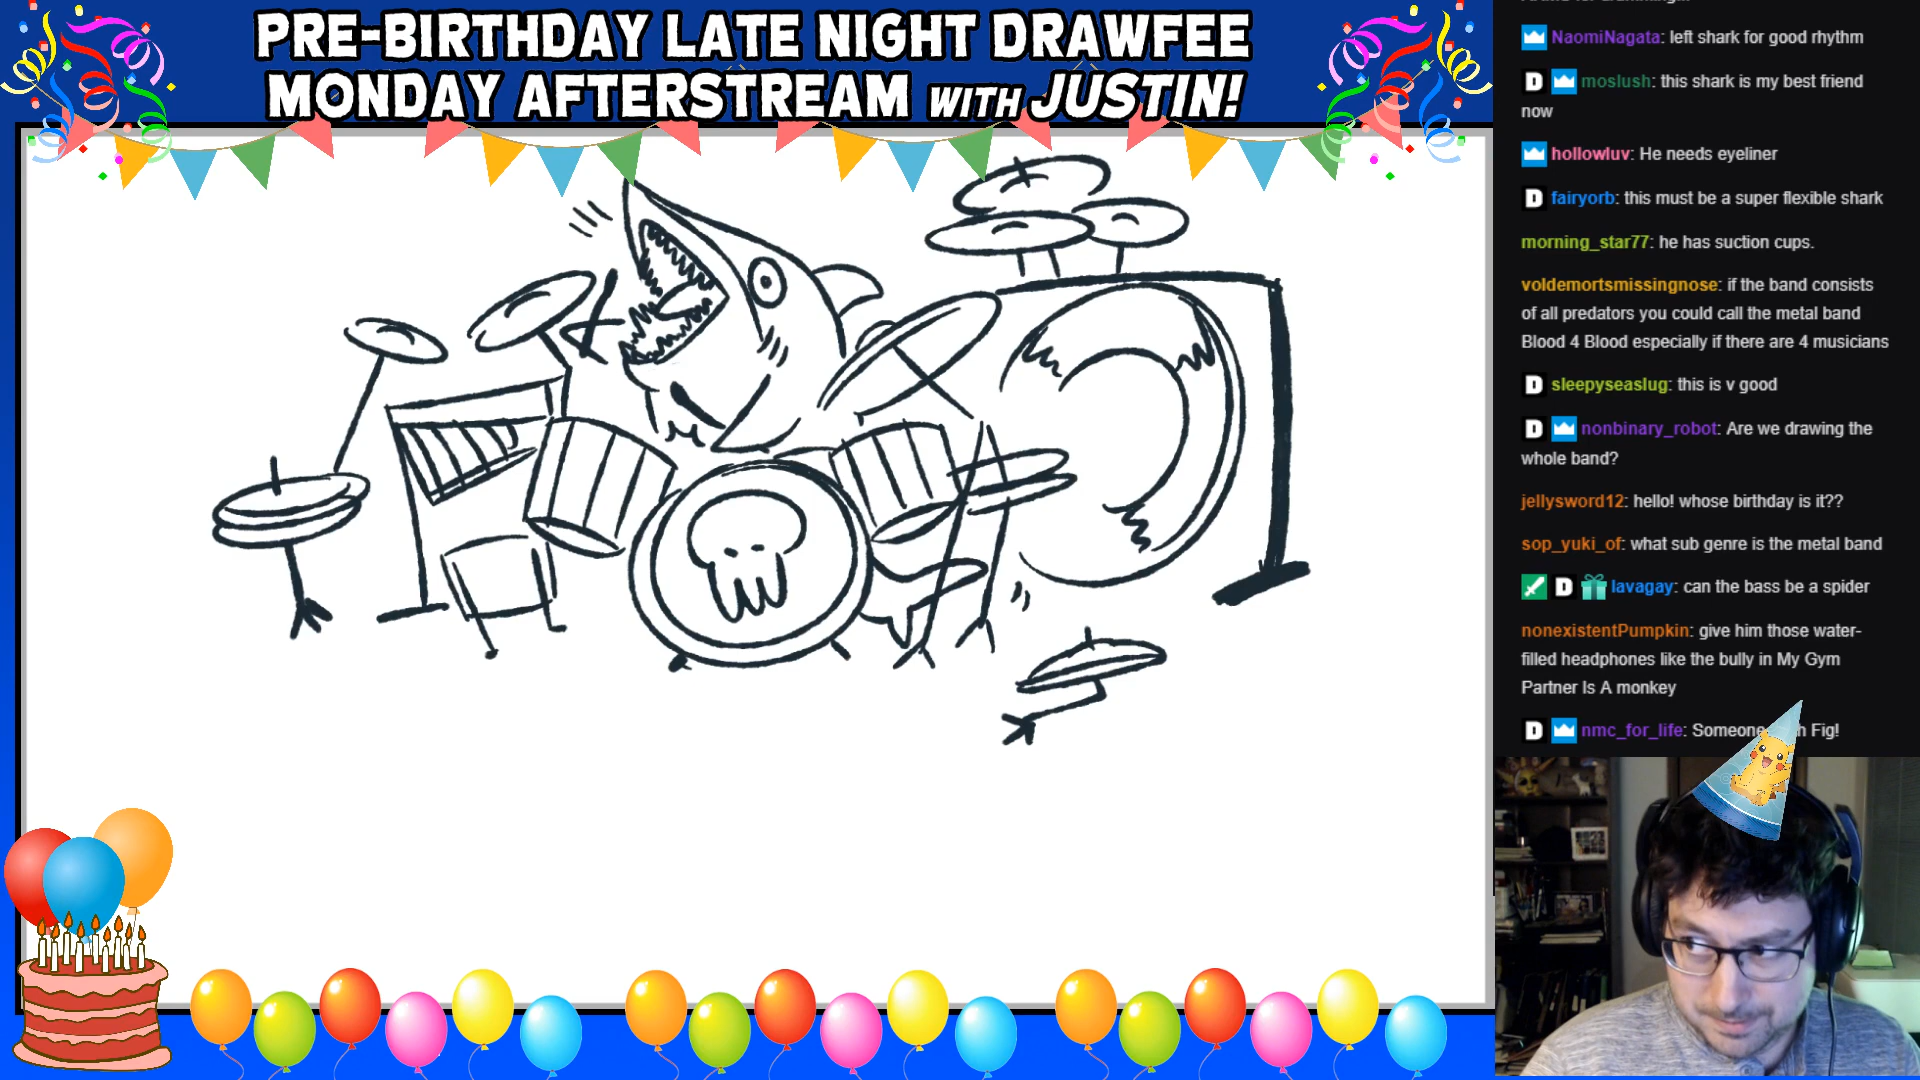 PRE-BIRTHDAY LATE NIGHT DRAWFEE
MONDAY AFTERSTREAM WITH JUSTIN!
NaomiNagata: left shark for good rhythm
D moslush: this shark is my best friend
now
hollowluv: He needs eyeliner
D fairyorb: this must be a super flexible shark
morning_star77: he has suction cups.
voldemortsmissingnose: if the band consists
of all predators you could call the metal band
Blood 4 Blood especially if there are 4 musicians
D sleepyseaslug: this is v good
D nonbinary_robot: Are we drawing the
whole band?
jellysword12: hello! whose birthday is it??
sop_yuki_of: what sub genre is the metal band
D lavagay: can the bass be a spider
nonexistentPumpkin: give him those water-
filled headphones like the bully in My Gym
Partner Is A monkey
D nmc_for_life: Someone Fig!